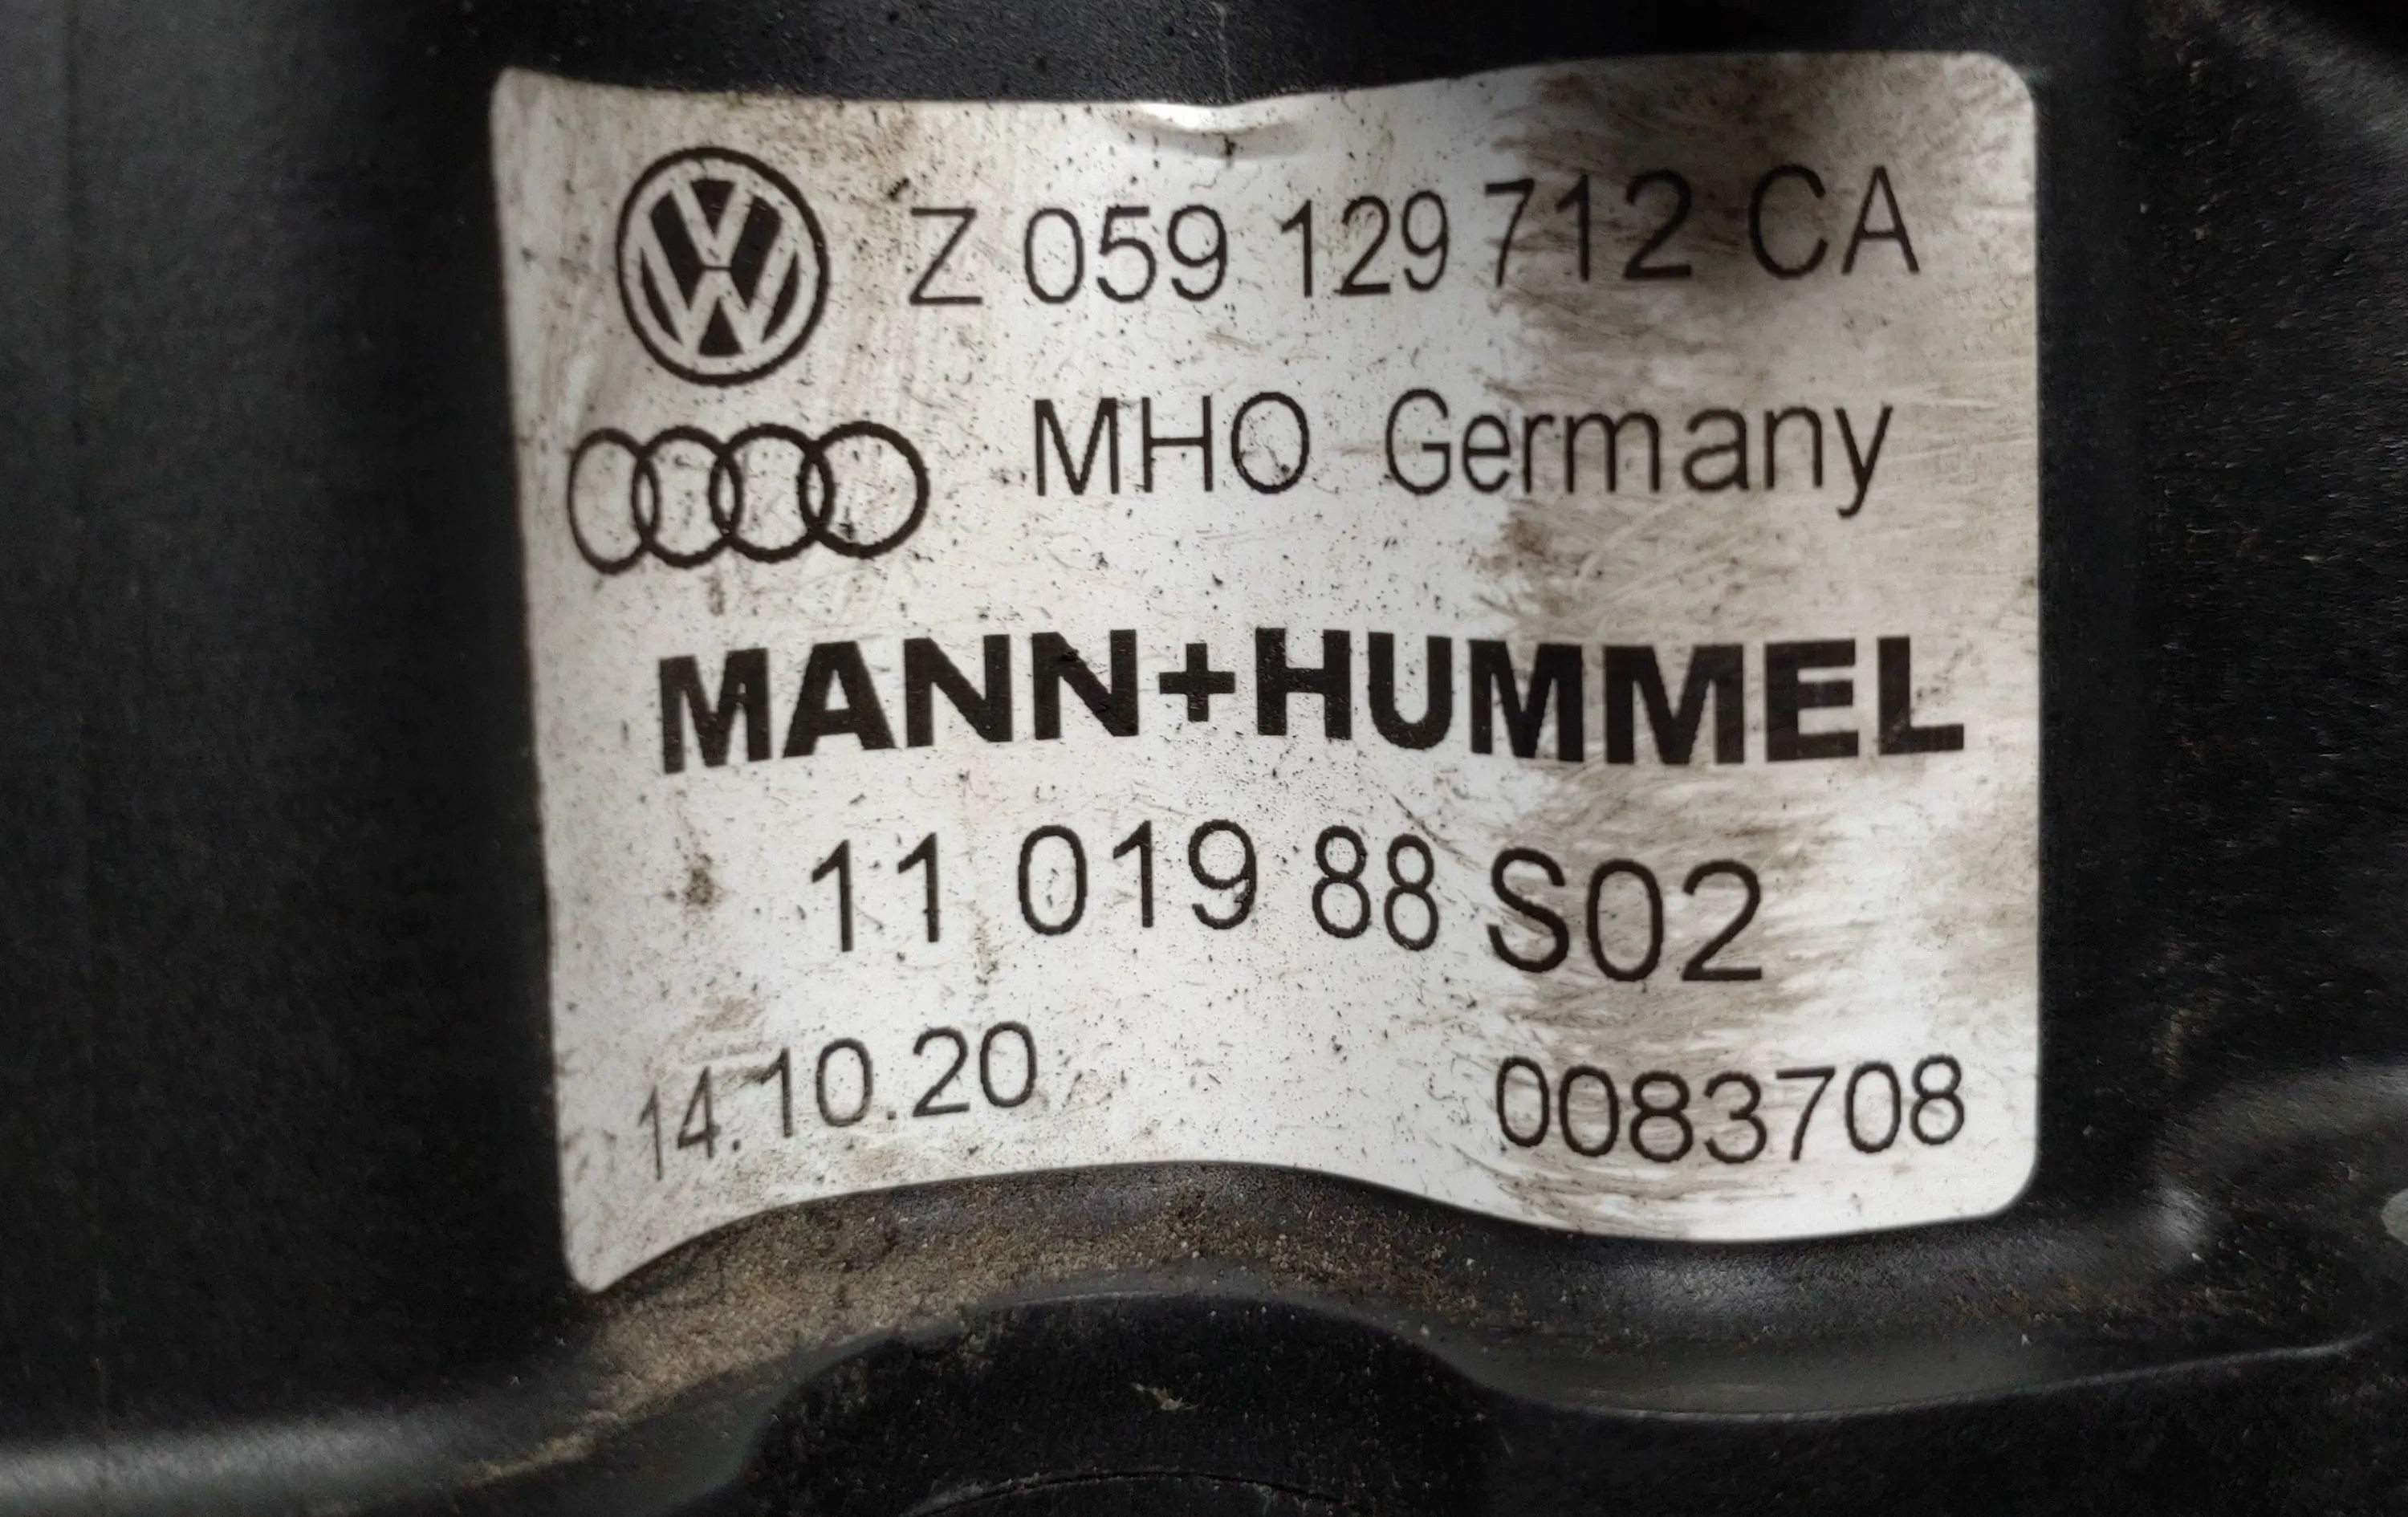 Z 059 129 712 CA
MHO Germany
MANN+HUMMEL
11 019 88 S02
14.10.20 0083708